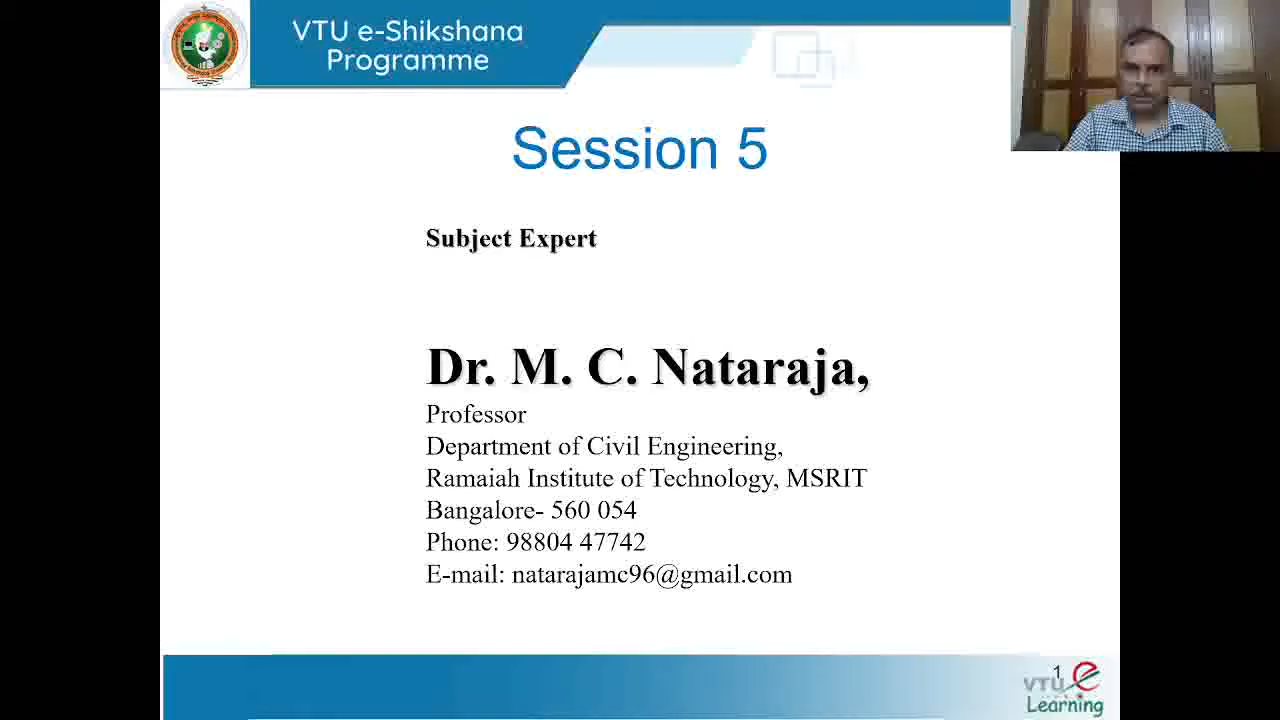 VTU e-Shikshana
Programme
Session 5
Subject Expert
Dr. M. C. Nataraja,
Professor
Department of Civil Engineering,
Ramaiah Institute of Technology, MSRIT
Bangalore- 560 054
Phone: 98804 47742
E-mail: natarajamc96@gmail.com
1
VTU e
Learning